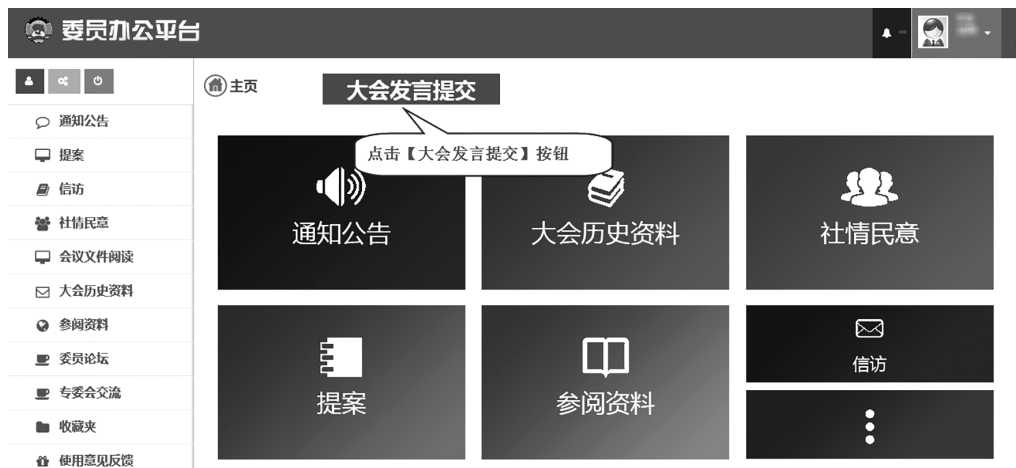 委员办公平台
主页
大会发言提交
点击【大会发言提交】按钮
通知公告
提案
信访
社情民意
会议文件阅读
大会历史资料
参阅资料
委员论坛
专委会交流
收藏夹
使用意见反馈
通知公告
大会历史资料
社情民意
提案
参阅资料
信访